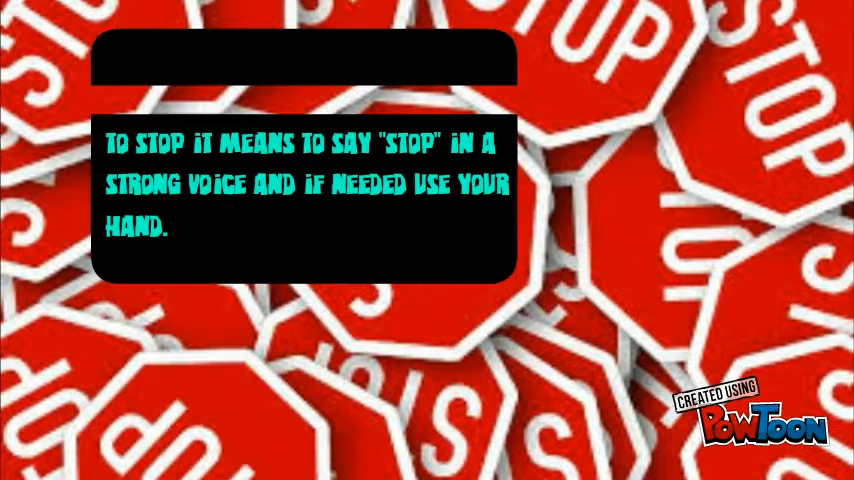 STOP
STOP
TO STOP IT MEANS TO SAY "STOP" IN A
STRONG VOICE AND IF NEEDED USE YOUR
HAND.
CREATED USING
POWTOON